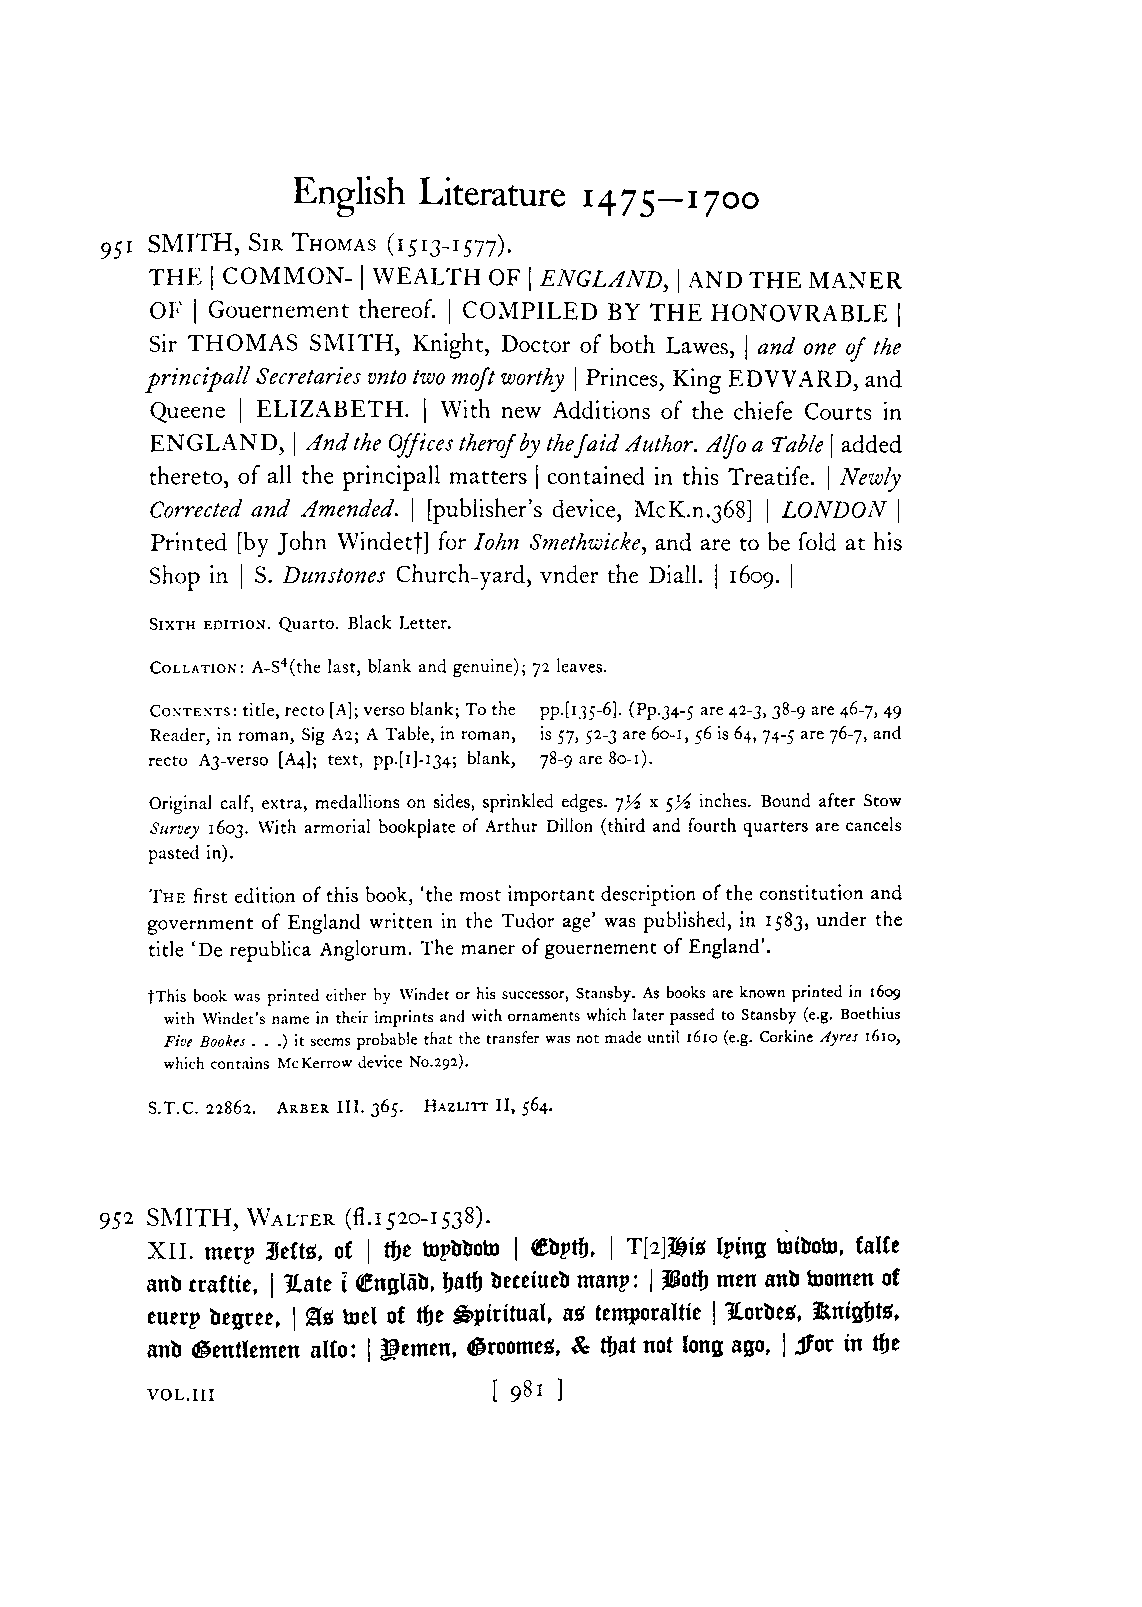 English Literature 1475—1700
951 SMITH, Sir Thomas (1513-1577).
THE | COMMON- | WEALTH OF | ENGLAND, | AND THE MANER
OF | Gouernement thereof. | COMPILED BY THE HONOVRABLE |
Sir THOMAS SMITH, Knight, Doctor of both Lawes, | and one of the
principall Secretaries vnto two moſt worthy | Princes, King EDVVARD, and
Queene | ELIZABETH. | With new Additions of the chiefe Courts in
ENGLAND, | And the Offices therof by the ſaid Author. Alſo a Table | added
thereto, of all the principall matters | contained in this Treatiſe. | Newly
Corrected and Amended. | [publisher's device, McK.n.368] | LONDON |
Printed [by John Windet†] for Iohn Smethwicke, and are to be ſold at his
Shop in | S. Dunstones Church-yard, vnder the Diall. | 1609. |
Sixth edition. Quarto. Black Letter.
Collation: A-S⁴(the last, blank and genuine); 72 leaves.
Contents: title, recto [A]; verso blank; To the
Reader, in roman, Sig A2; A Table, in roman,
recto A3-verso [A4]; text, pp.[1]-134; blank,
pp.[135-6]. (Pp.34-5 are 42-3, 38-9 are 46-7, 49
is 57, 52-3 are 60-1, 56 is 64, 74-5 are 76-7, and
78-9 are 80-1).
Original calf, extra, medallions on sides, sprinkled edges. 7½ x 5½ inches. Bound after Stow
Survey 1603. With armorial bookplate of Arthur Dillon (third and fourth quarters are cancels
pasted in).
The first edition of this book, 'the most important description of the constitution and
government of England written in the Tudor age' was published, in 1583, under the
title 'De republica Anglorum. The maner of gouernement of England'.
†This book was printed either by Windet or his successor, Stansby. As books are known printed in 1609
with Windet's name in their imprints and with ornaments which later passed to Stansby (e.g. Boethius
Five Bookes . . .) it seems probable that the transfer was not made until 1610 (e.g. Corkine Ayres 1610,
which contains McKerrow device No.292).
S.T.C. 22862. Arber III. 365. Hazlitt II, 564.
952 SMITH, Walter (fl.1520-1538).
XII. mery Ieſts, of | the wyddow | Edyth, | T[2]His lying widow, falſe
and craftie, | Late ī Englād, hath deceiued many: | Both men and women of
euery degree, | As wel of the Spiritual, as temporaltie | Lordes, Knights,
and Gentlemen alſo: | Yemen, Groomes, & that not long ago, | For in the
VOL.III
[ 981 ]